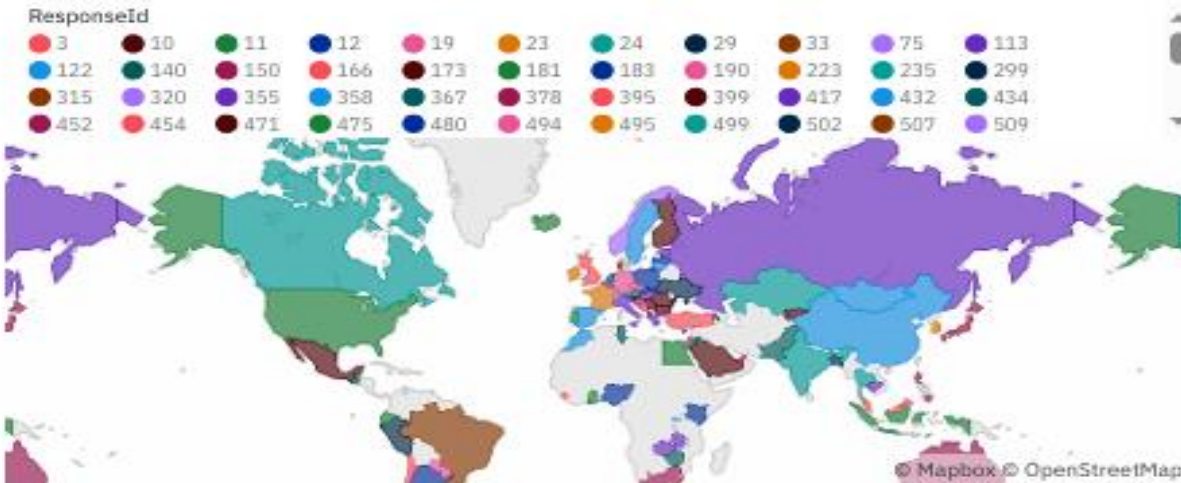 ResponseId
3 10 11 12 19 23 24 29 33 75 113
122 140 150 166 173 181 183 190 223 235 299
315 320 355 358 367 378 395 399 417 432 434
452 454 471 475 480 494 495 499 502 507 509
© Mapbox © OpenStreetMap